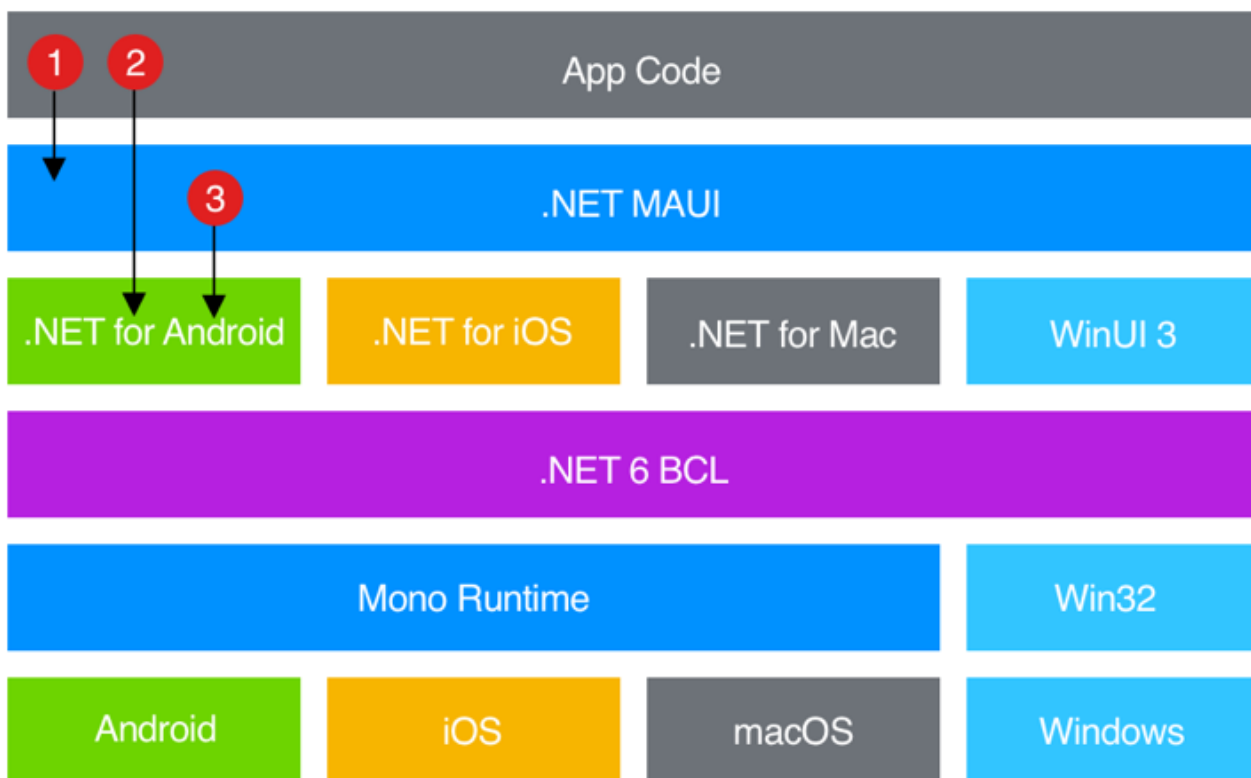 1
2
App Code
3
.NET MAUI
.NET for Android
.NET for iOS
.NET for Mac
WinUI 3
.NET 6 BCL
Mono Runtime
Win32
Android
iOS
macOS
Windows